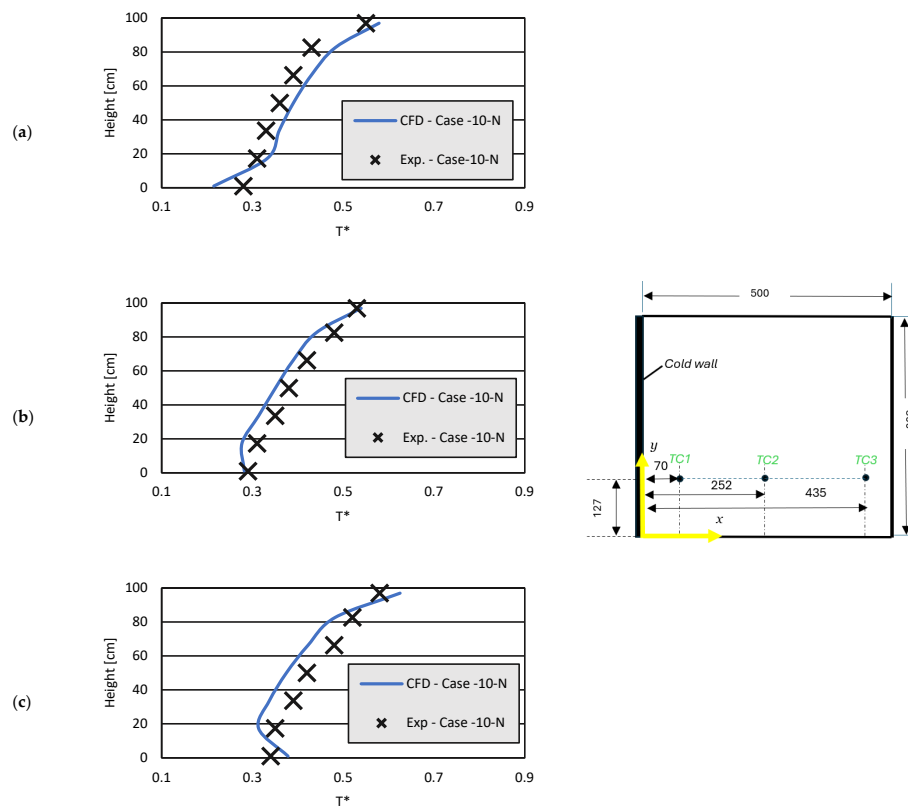 (a)
Height [cm]
100
80
60
40
20
0
CFD - Case -10-N
Exp. - Case-10-N
0.1 0.3 0.5 0.7 0.9
T*
(b)
Height [cm]
100
80
60
40
20
0
CFD - Case -10-N
Exp. - Case -10-N
0.1 0.3 0.5 0.7 0.9
T*
500
Cold wall
y
70
TC1 TC2 TC3
252
435
127
x
(c)
Height [cm]
100
80
60
40
20
0
CFD - Case -10-N
Exp - Case -10-N
0.1 0.3 0.5 0.7 0.9
T*